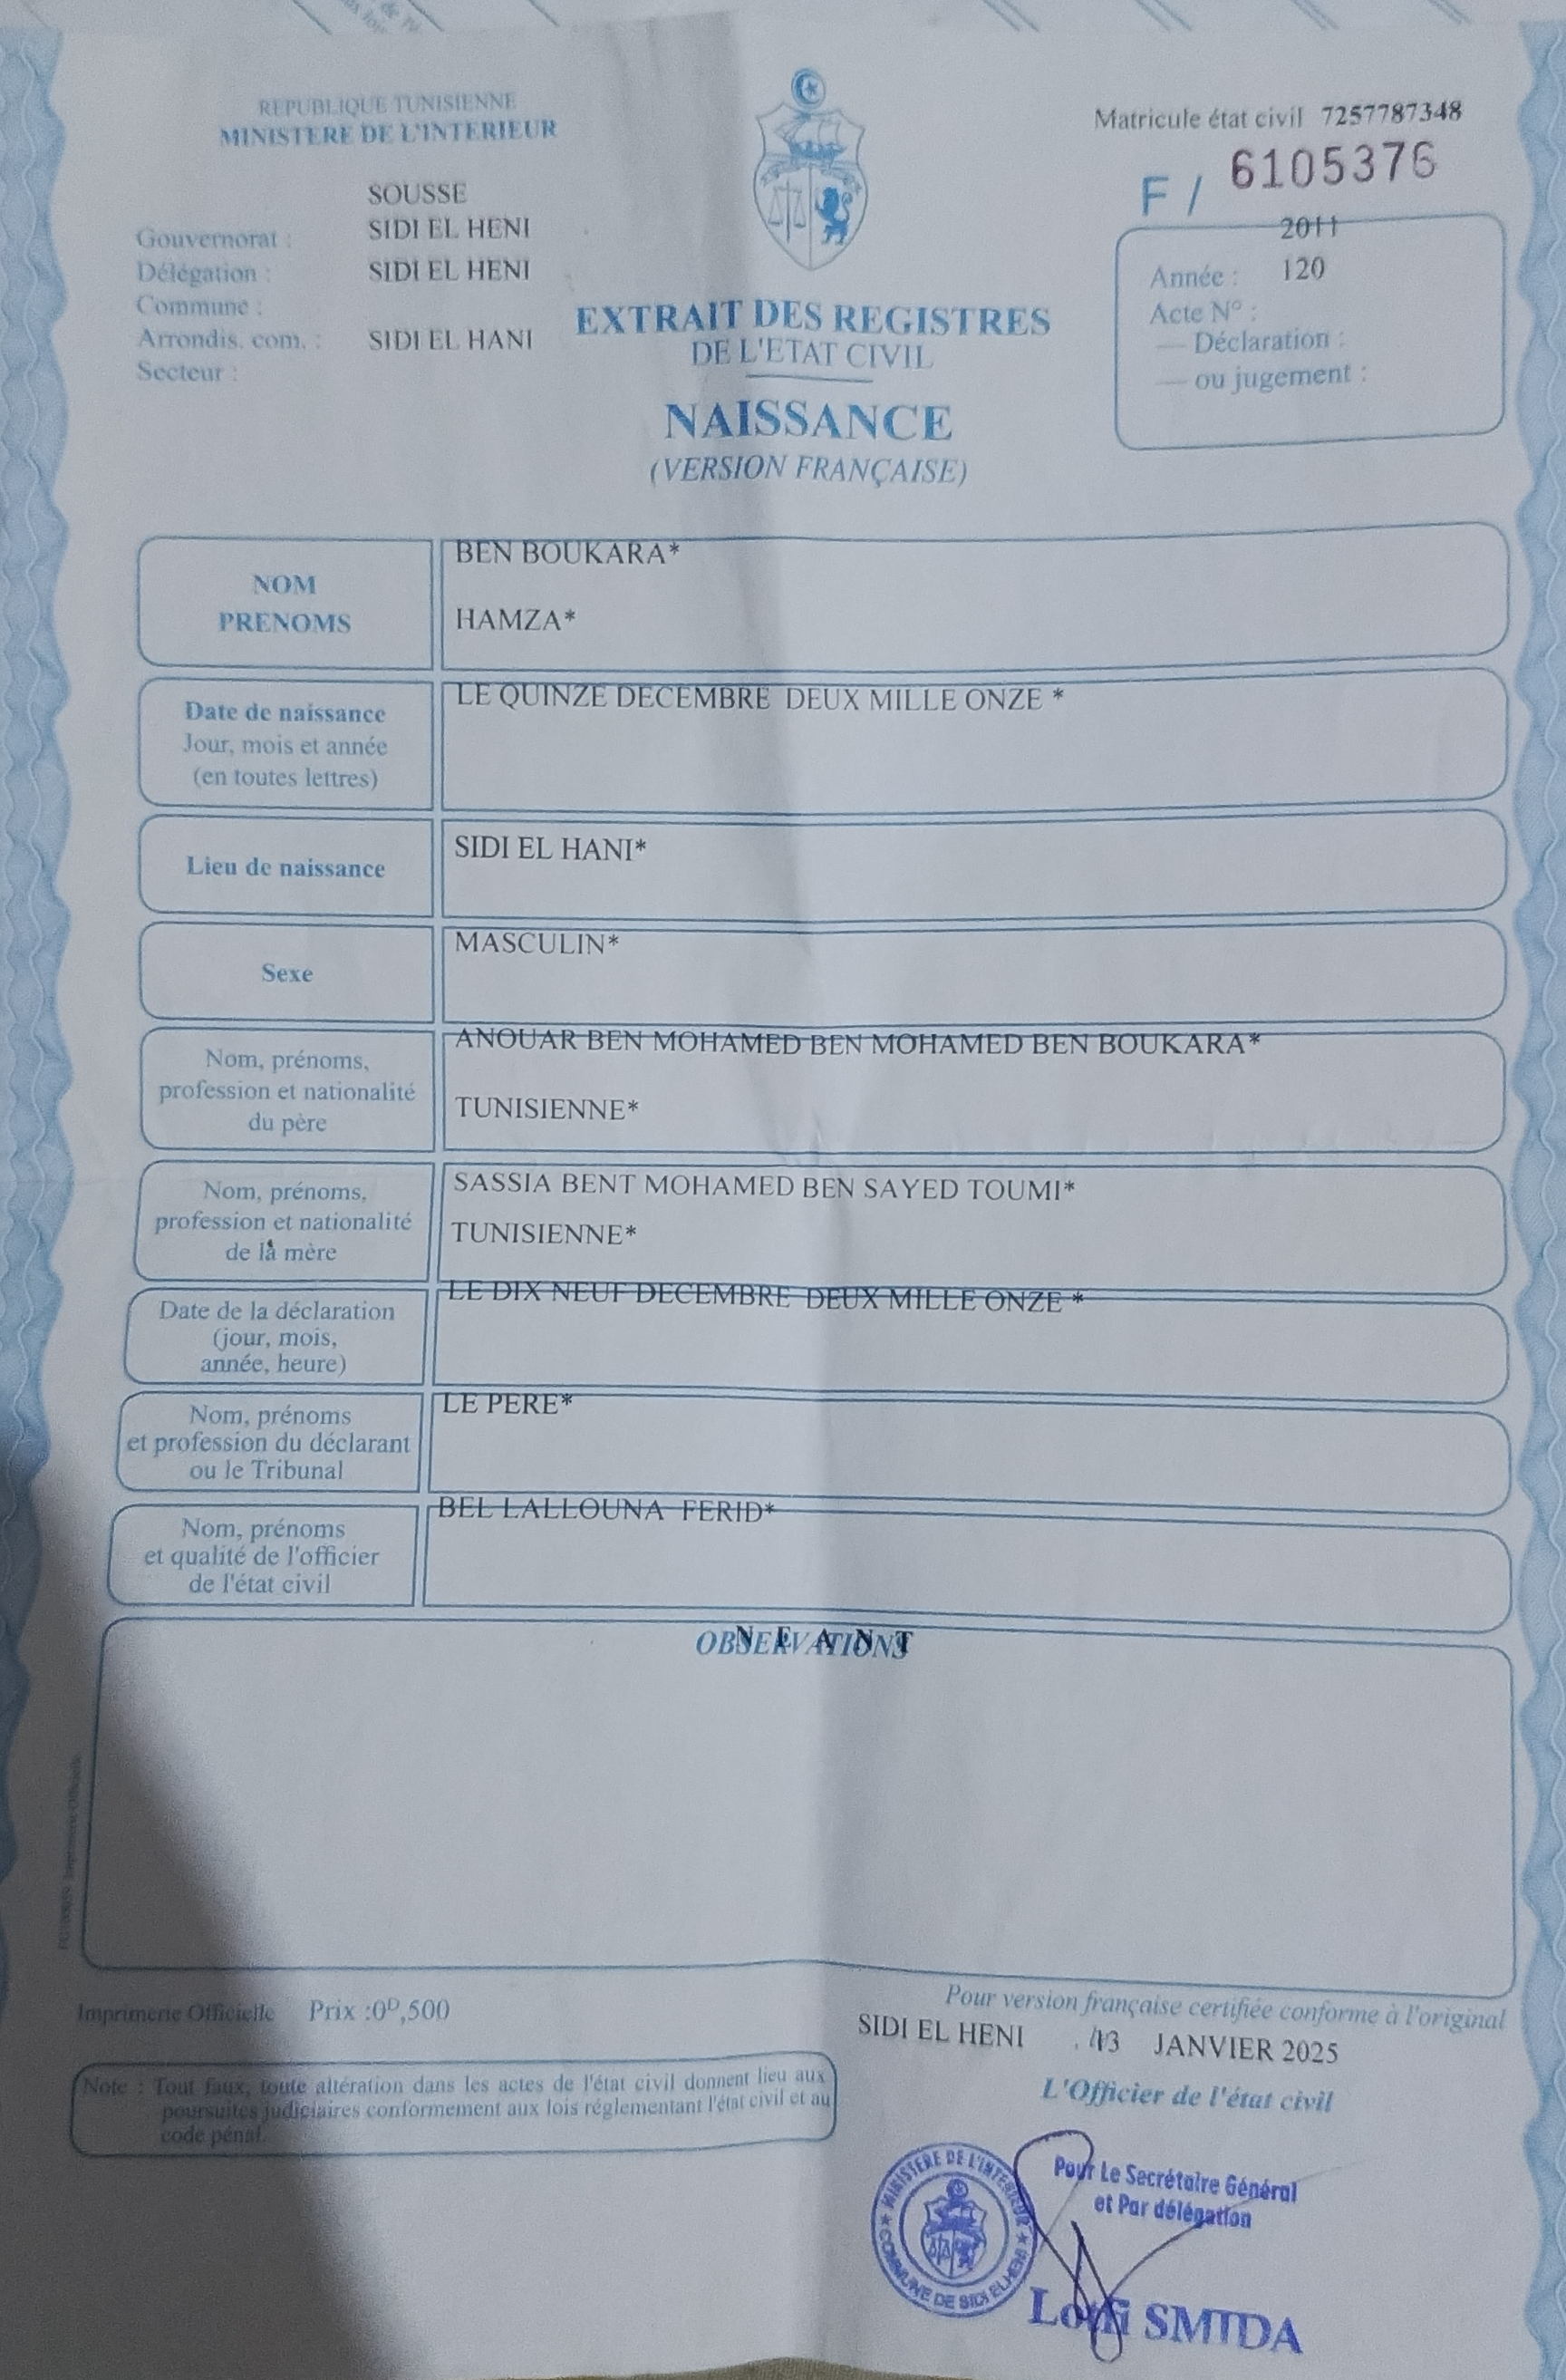 REPUBLIQUE TUNISIENNE
MINISTERE DE L'INTERIEUR
Matricule état civil 7257787348
F / 6105376
SOUSSE
Gouvernorat : SIDI EL HENI
Délégation : SIDI EL HENI
Commune :
Arrondis. com. : SIDI EL HANI
Secteur :
2011
Année : 120
Acte N° :
— Déclaration :
— ou jugement :
EXTRAIT DES REGISTRES
DE L'ETAT CIVIL
NAISSANCE
(VERSION FRANÇAISE)
NOM
PRENOMS
BEN BOUKARA*
HAMZA*
Date de naissance
Jour, mois et année
(en toutes lettres)
LE QUINZE DECEMBRE DEUX MILLE ONZE *
Lieu de naissance
SIDI EL HANI*
Sexe
MASCULIN*
Nom, prénoms,
profession et nationalité
du père
ANOUAR BEN MOHAMED BEN MOHAMED BEN BOUKARA*
TUNISIENNE*
Nom, prénoms,
profession et nationalité
de la mère
SASSIA BENT MOHAMED BEN SAYED TOUMI*
TUNISIENNE*
Date de la déclaration
(jour, mois,
année, heure)
LE DIX NEUF DECEMBRE DEUX MILLE ONZE *
Nom, prénoms
et profession du déclarant
ou le Tribunal
LE PERE*
Nom, prénoms
et qualité de l'officier
de l'état civil
BEL LALLOUNA FERID*
OBSERVATIONS
N E A N T
Imprimerie Officielle Prix :0ᴰ,500
Pour version française certifiée conforme à l'original
SIDI EL HENI 13 JANVIER 2025
L'Officier de l'état civil
Note : Tout faux, toute altération dans les actes de l'état civil donnent lieu aux
poursuites judiciaires conformement aux lois réglementant l'état civil et au
code pénal.
MINISTERE DE L'INTERIEUR
COMMUNE DE SIDI ELHENI
Pour Le Secrétaire Général
et Par délégation
Lotfi SMIDA